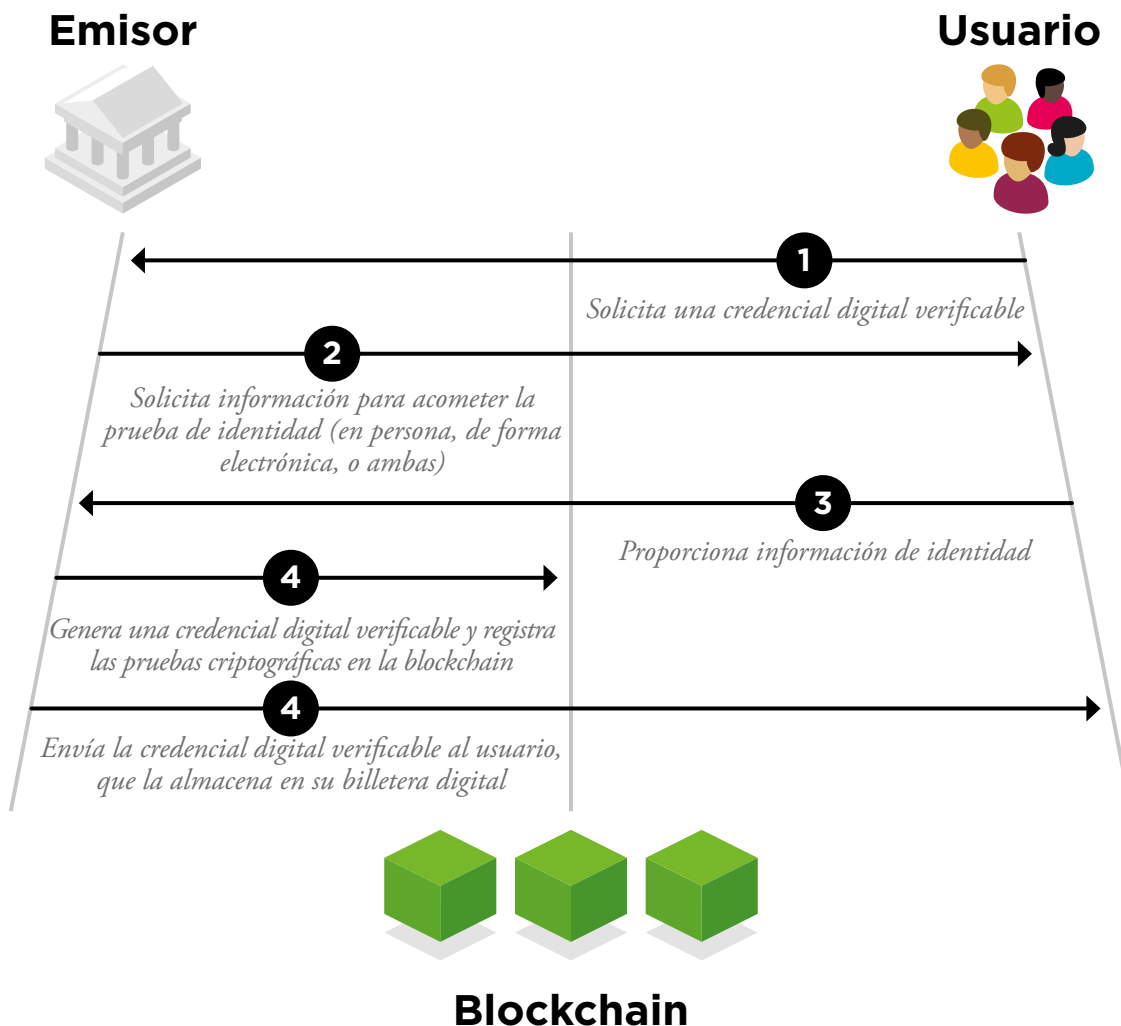 Emisor
Usuario
1
Solicita una credencial digital verificable
2
Solicita información para acometer la
prueba de identidad (en persona, de forma
electrónica, o ambas)
3
Proporciona información de identidad
4
Genera una credencial digital verificable y registra
las pruebas criptográficas en la blockchain
4
Envía la credencial digital verificable al usuario,
que la almacena en su billetera digital
Blockchain